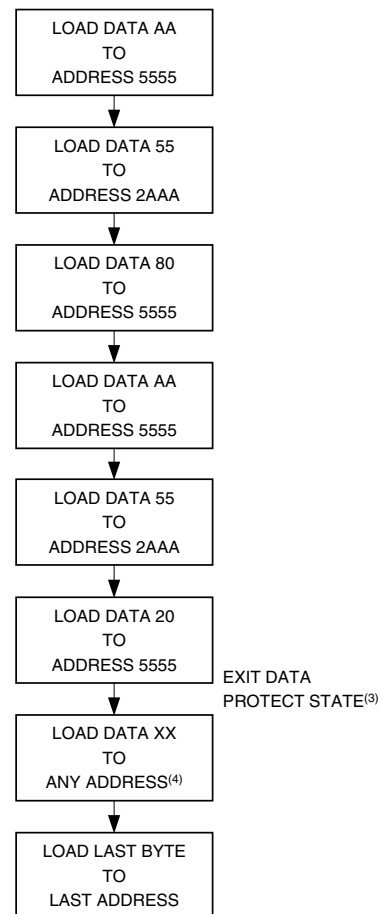 LOAD DATA AA
TO
ADDRESS 5555
LOAD DATA 55
TO
ADDRESS 2AAA
LOAD DATA 80
TO
ADDRESS 5555
LOAD DATA AA
TO
ADDRESS 5555
LOAD DATA 55
TO
ADDRESS 2AAA
LOAD DATA 20
TO
ADDRESS 5555
EXIT DATA
PROTECT STATE(3)
LOAD DATA XX
TO
ANY ADDRESS(4)
LOAD LAST BYTE
TO
LAST ADDRESS